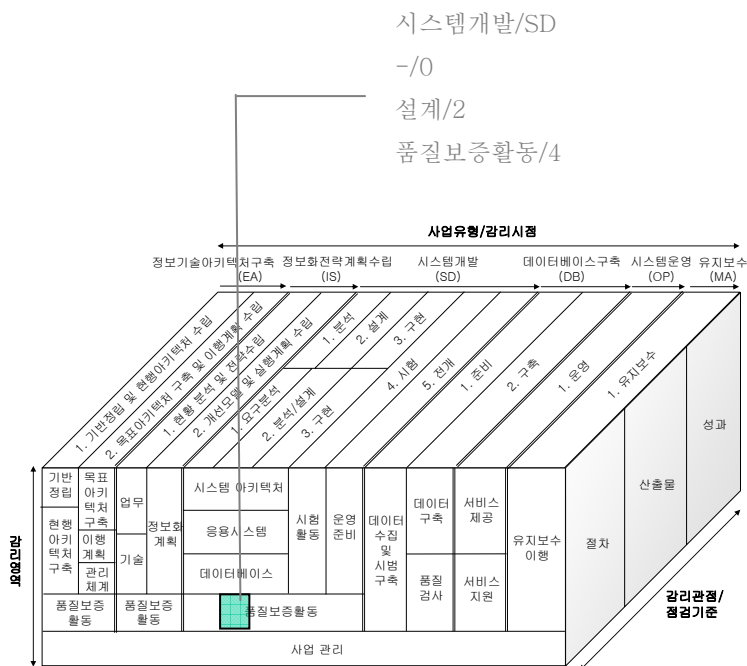 시스템개발/SD
-/0
설계/2
품질보증활동/4
사업유형/감리시점
정보기술아키텍처구축
(EA)
정보화전략계획수립
(IS)
시스템개발
(SD)
데이터베이스구축
(DB)
시스템운영
(OP)
유지보수
(MA)
1. 기반정립 및 현행아키텍처 수립
2. 목표아키텍처 구축 및 이행계획 수립
1. 현황 분석 및 전략수립
2. 개선모델 및 실행계획 수립
1. 분석
2. 설계
3. 구현
1. 요구분석
2. 분석/설계
3. 구현
4. 시험
5. 전개
1. 준비
2. 구축
1. 운영
1. 유지보수
기반
정립
현행
아키
텍처
구축
목표
아키
텍처
구축
이행
계획
관리
체계
업무
기술
정보화
계획
시스템 아키텍처
응용시스템
데이터베이스
시험
활동
운영
준비
데이터
수집
및
시범
구축
데이터
구축
품질
검사
서비스
제공
서비스
지원
유지보수
이행
절차
산출물
성과
품질보증
활동
품질보증
활동
품질보증활동
사업 관리
감리영역
감리관점/
점검기준